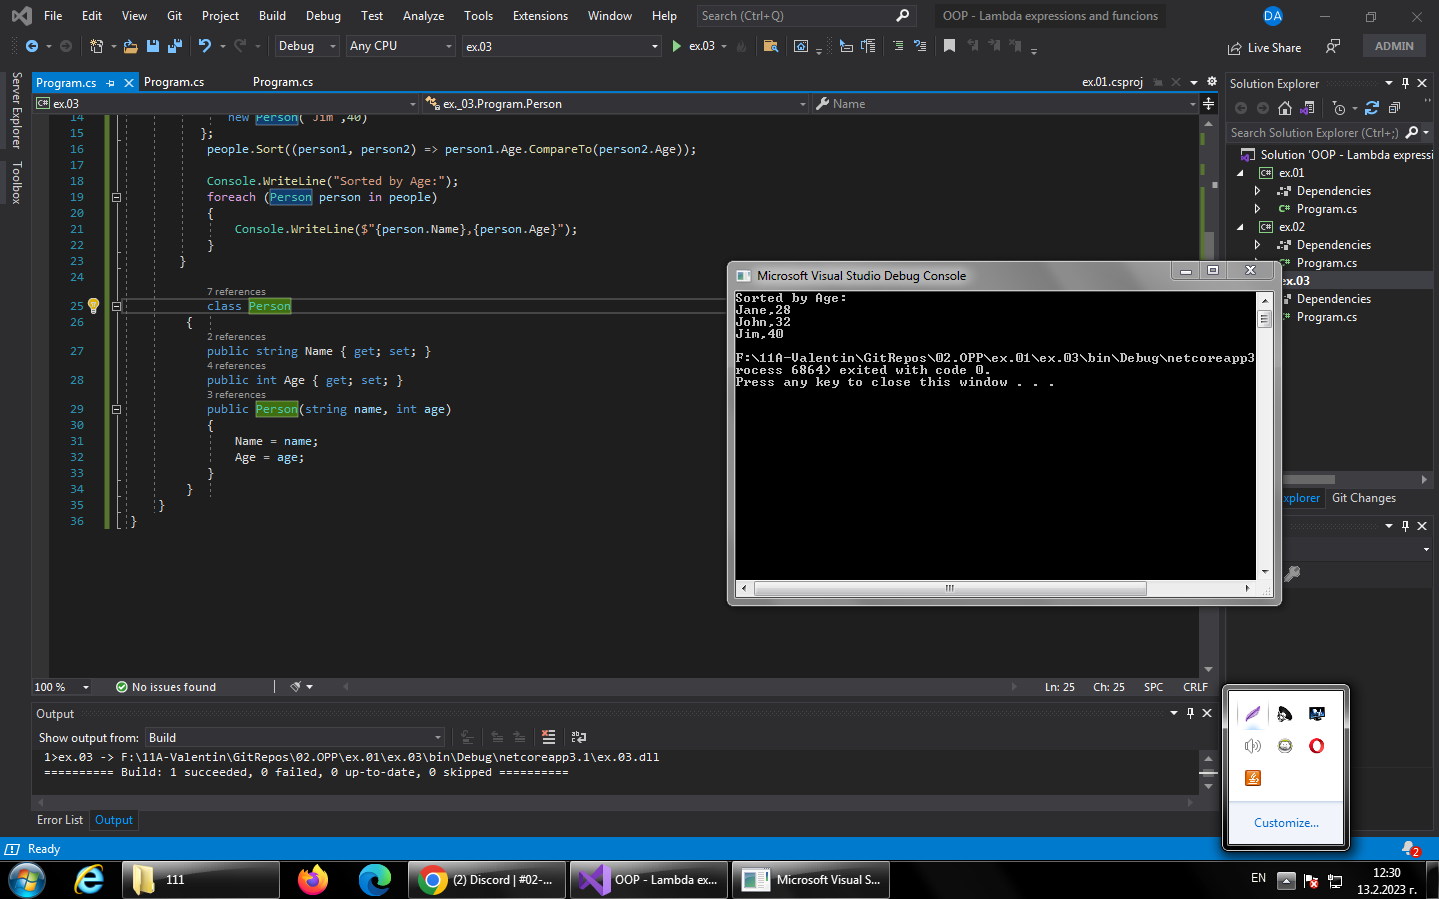 File Edit View Git Project Build Debug Test Analyze Tools Extensions Window Help Search (Ctrl+Q) OOP - Lambda expressions and funcions DA
Debug Any CPU ex.03 ex.03 Live Share ADMIN
Server Explorer
Toolbox
Program.cs Program.cs Program.cs ex.01.csproj
ex.03 ex._03.Program.Person Name
14 new Person( Jim ,40)
15 };
16 people.Sort((person1, person2) => person1.Age.CompareTo(person2.Age));
17
18 Console.WriteLine("Sorted by Age:");
19 foreach (Person person in people)
20 {
21 Console.WriteLine($"{person.Name},{person.Age}");
22 }
23 }
24
7 references
25 class Person
26 {
2 references
27 public string Name { get; set; }
4 references
28 public int Age { get; set; }
3 references
29 public Person(string name, int age)
30 {
31 Name = name;
32 Age = age;
33 }
34 }
35 }
36 }
Microsoft Visual Studio Debug Console
Sorted by Age:
Jane,28
John,32
Jim,40
F:\11A-Valentin\GitRepos\02.OPP\ex.01\ex.03\bin\Debug\netcoreapp3
rocess 6864) exited with code 0.
Press any key to close this window . . .
Solution Explorer
Search Solution Explorer (Ctrl+;)
Solution 'OOP - Lambda expressi
ex.01
Dependencies
C# Program.cs
ex.02
Dependencies
C# Program.cs
ex.03
Dependencies
Program.cs
xplorer Git Changes
100 % No issues found Ln: 25 Ch: 25 SPC CRLF
Output
Show output from: Build
1>ex.03 -> F:\11A-Valentin\GitRepos\02.OPP\ex.01\ex.03\bin\Debug\netcoreapp3.1\ex.03.dll
========== Build: 1 succeeded, 0 failed, 0 up-to-date, 0 skipped ==========
Error List Output
Customize...
Ready 2
111 (2) Discord | #02-... OOP - Lambda ex... Microsoft Visual S... EN 12:30
13.2.2023 г.